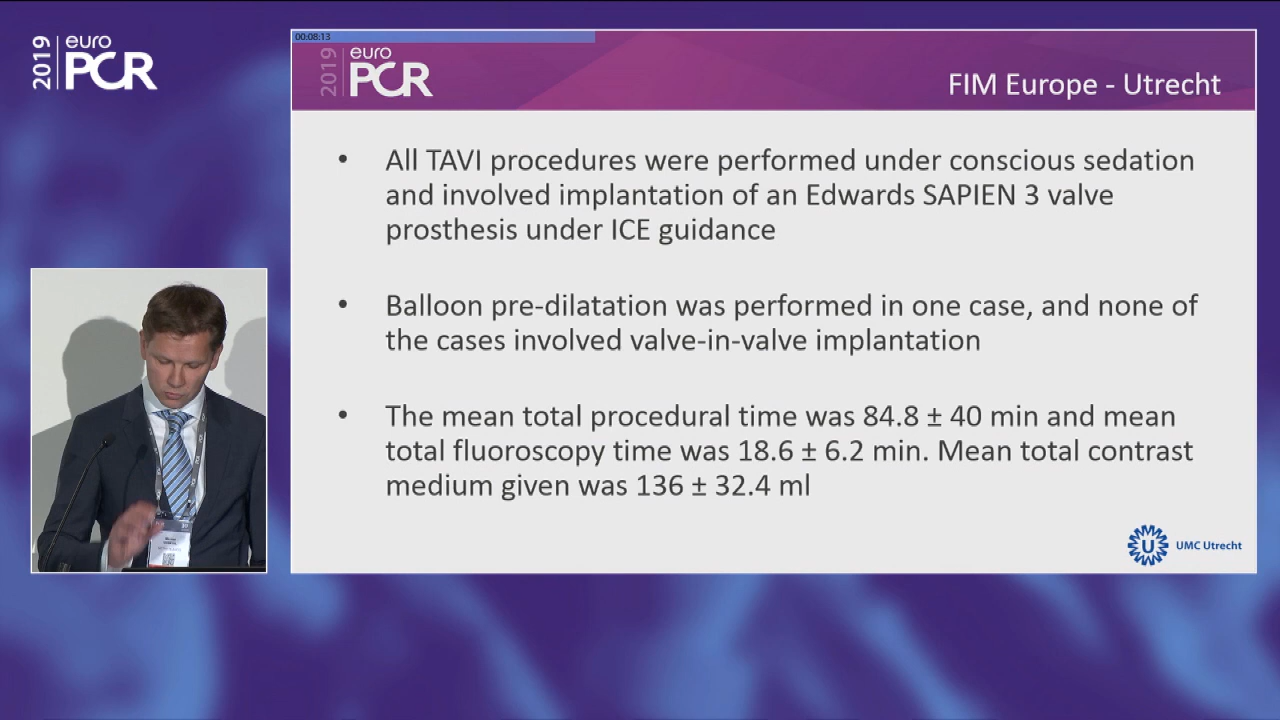 2019 euro PCR
00:08:13
2019 euro PCR
FIM Europe - Utrecht
• All TAVI procedures were performed under conscious sedation
and involved implantation of an Edwards SAPIEN 3 valve
prosthesis under ICE guidance
• Balloon pre-dilatation was performed in one case, and none of
the cases involved valve-in-valve implantation
• The mean total procedural time was 84.8 ± 40 min and mean
total fluoroscopy time was 18.6 ± 6.2 min. Mean total contrast
medium given was 136 ± 32.4 ml
U UMC Utrecht